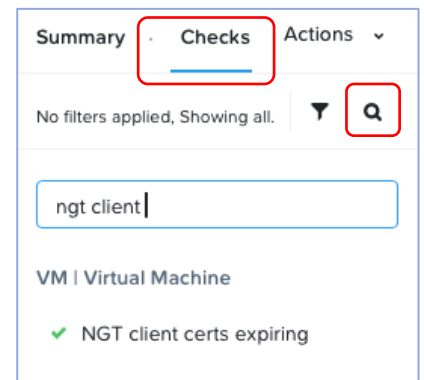 Summary · Checks Actions
No filters applied, Showing all.
ngt client
VM | Virtual Machine
NGT client certs expiring